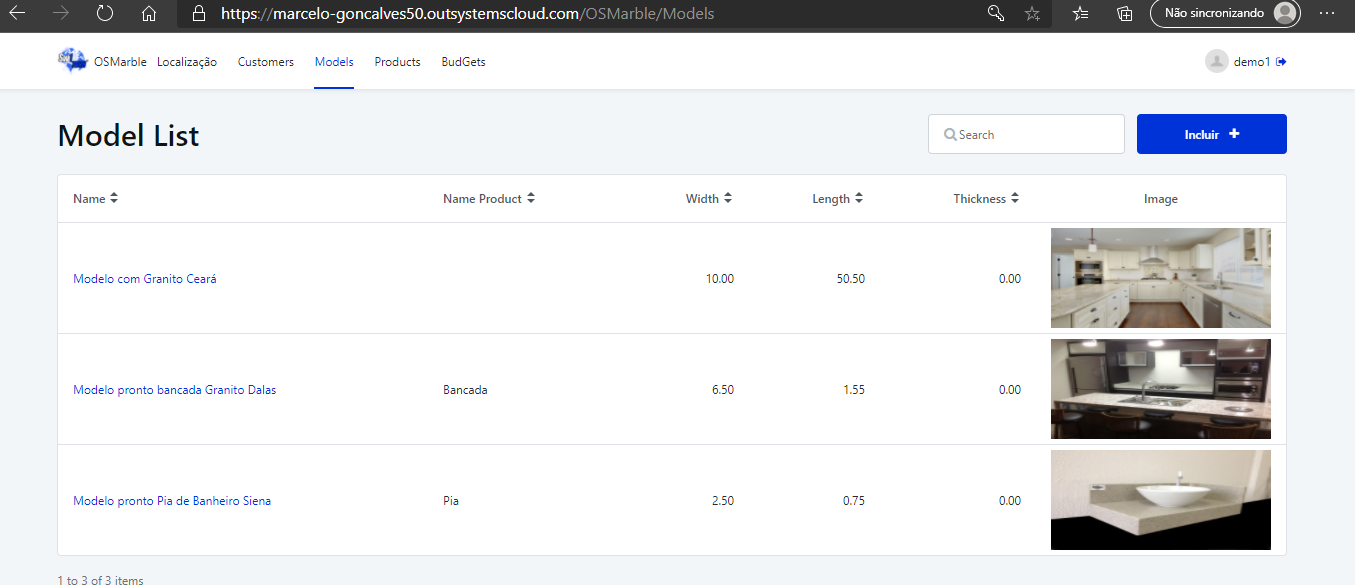 https://marcelo-goncalves50.outsystemscloud.com/OSMarble/Models Não sincronizando
OSMarble Localização Customers Models Products BudGets demo1
Model List Search Incluir +
Name Name Product Width Length Thickness Image
Modelo com Granito Ceará 10.00 50.50 0.00
Modelo pronto bancada Granito Dalas Bancada 6.50 1.55 0.00
Modelo pronto Pia de Banheiro Siena Pia 2.50 0.75 0.00
1 to 3 of 3 items